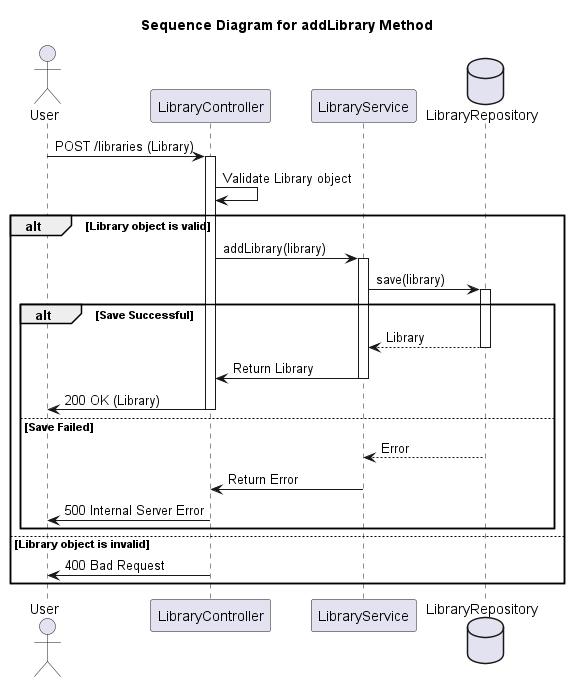 Sequence Diagram for addLibrary Method
User
LibraryController
LibraryService
LibraryRepository
POST /libraries (Library)
Validate Library object
alt
[Library object is valid]
addLibrary(library)
save(library)
alt
[Save Successful]
Library
Return Library
200 OK (Library)
[Save Failed]
Error
Return Error
500 Internal Server Error
[Library object is invalid]
400 Bad Request
User
LibraryController
LibraryService
LibraryRepository